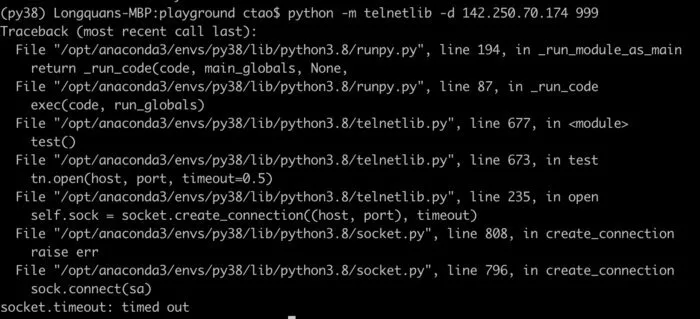 (py38) Longquans-MBP:playground ctao$ python -m telnetlib -d 142.250.70.174 999
Traceback (most recent call last):
  File "/opt/anaconda3/envs/py38/lib/python3.8/runpy.py", line 194, in _run_module_as_main
    return _run_code(code, main_globals, None,
  File "/opt/anaconda3/envs/py38/lib/python3.8/runpy.py", line 87, in _run_code
    exec(code, run_globals)
  File "/opt/anaconda3/envs/py38/lib/python3.8/telnetlib.py", line 677, in <module>
    test()
  File "/opt/anaconda3/envs/py38/lib/python3.8/telnetlib.py", line 673, in test
    tn.open(host, port, timeout=0.5)
  File "/opt/anaconda3/envs/py38/lib/python3.8/telnetlib.py", line 235, in open
    self.sock = socket.create_connection((host, port), timeout)
  File "/opt/anaconda3/envs/py38/lib/python3.8/socket.py", line 808, in create_connection
    raise err
  File "/opt/anaconda3/envs/py38/lib/python3.8/socket.py", line 796, in create_connection
    sock.connect(sa)
socket.timeout: timed out